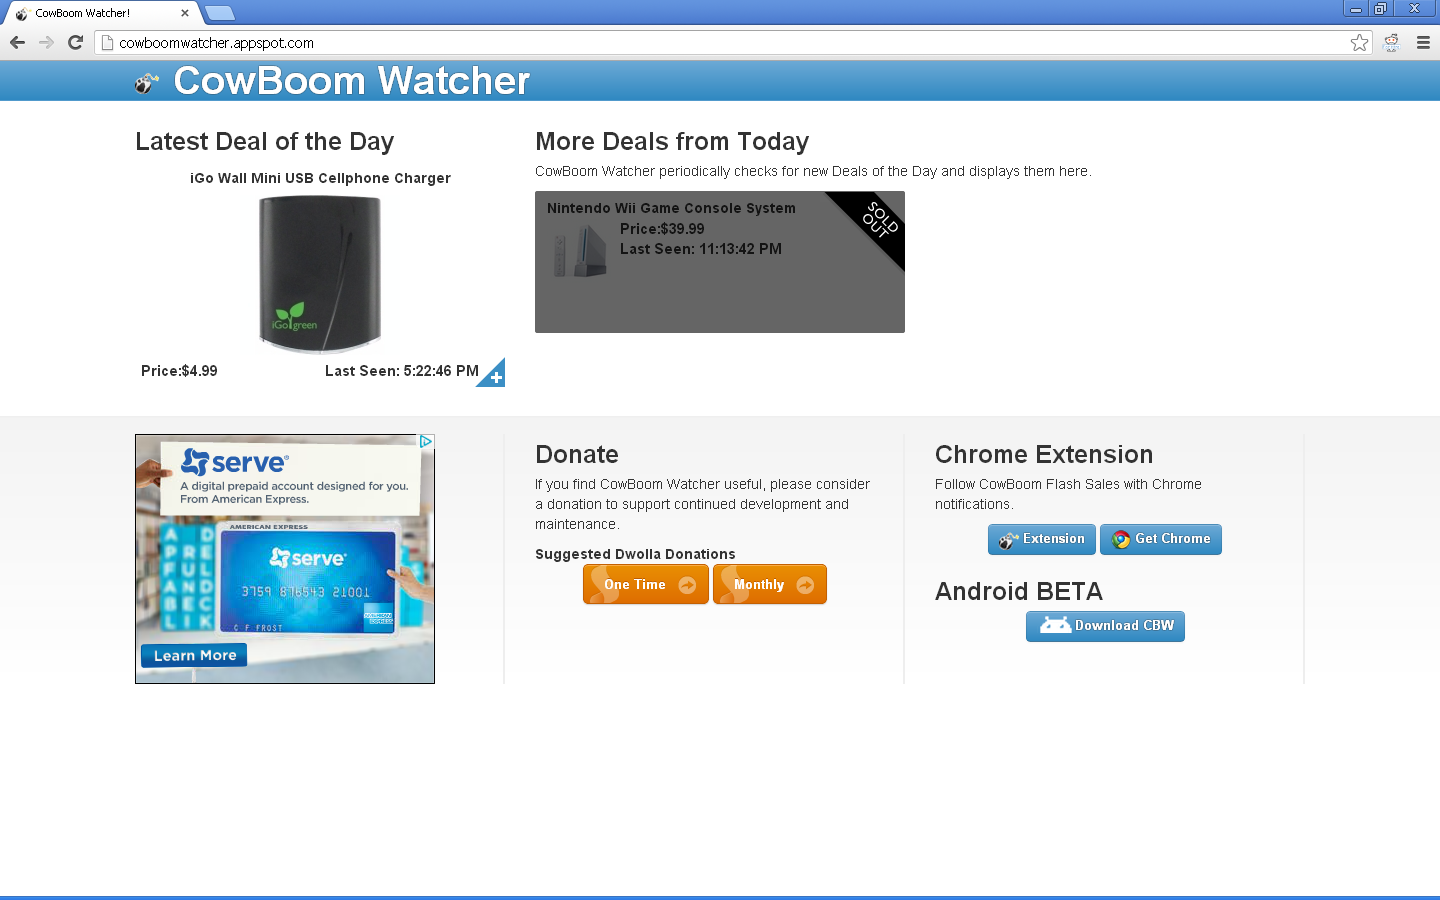 CowBoom Watcher!
cowboomwatcher.appspot.com
CowBoom Watcher
Latest Deal of the Day
iGo Wall Mini USB Cellphone Charger
iGo green
Price:$4.99
Last Seen: 5:22:46 PM
More Deals from Today
CowBoom Watcher periodically checks for new Deals of the Day and displays them here.
Nintendo Wii Game Console System
Price:$39.99
Last Seen: 11:13:42 PM
SOLD
OUT
serve
A digital prepaid account designed for you.
From American Express.
AMERICAN EXPRESS
serve
3759 876543 21001
C F FROST
AMERICAN
EXPRESS
Learn More
Donate
If you find CowBoom Watcher useful, please consider
a donation to support continued development and
maintenance.
Suggested Dwolla Donations
One Time
Monthly
Chrome Extension
Follow CowBoom Flash Sales with Chrome
notifications.
Extension
Get Chrome
Android BETA
Download CBW